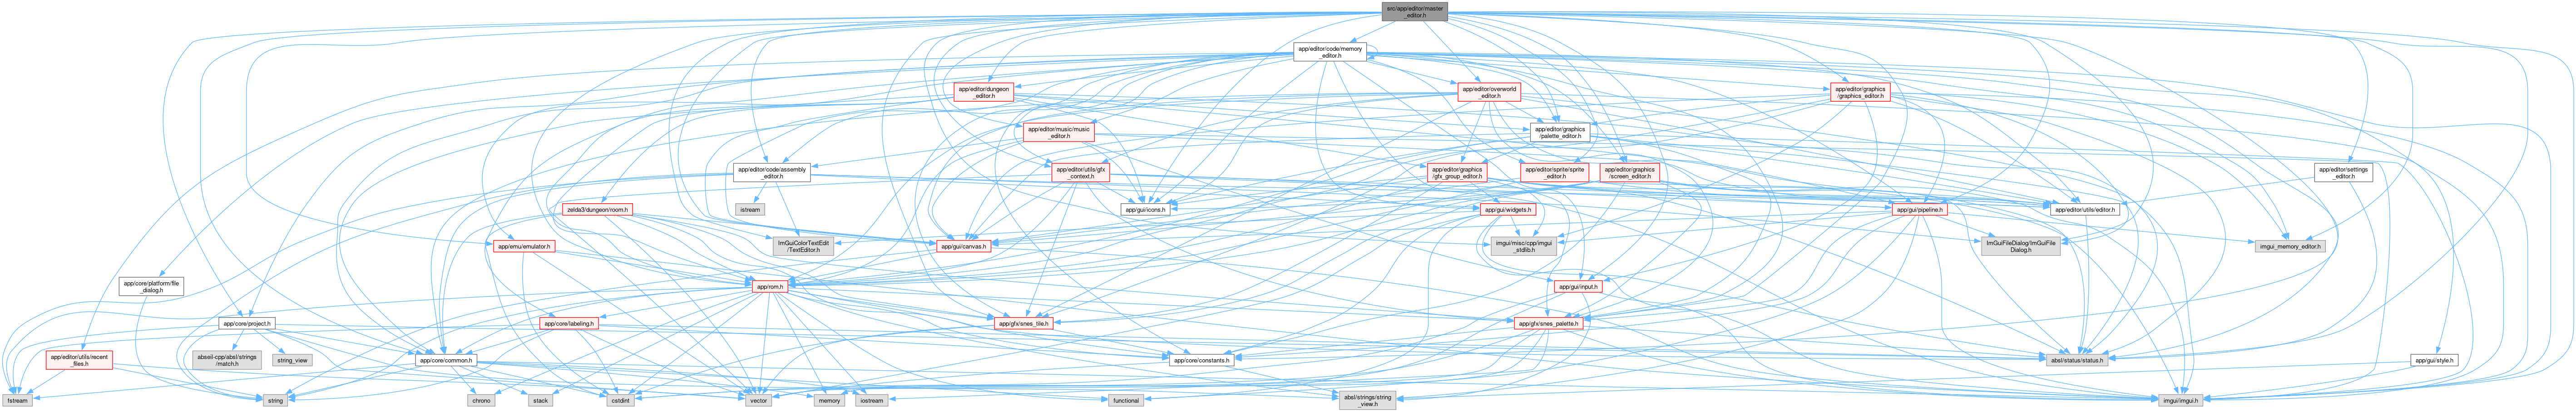 src/app/editor/master
_editor.h
app/editor/code/memory
_editor.h
app/editor/dungeon
_editor.h
app/editor/overworld
_editor.h
app/editor/graphics
/graphics_editor.h
app/editor/music/music
_editor.h
app/editor/graphics
/palette_editor.h
app/editor/code/assembly
_editor.h
app/editor/utils/gfx
_context.h
app/editor/graphics
/gfx_group_editor.h
app/editor/sprite/sprite
_editor.h
app/editor/graphics
/screen_editor.h
app/editor/settings
_editor.h
zelda3/dungeon/room.h
istream
app/gui/icons.h
app/gui/widgets.h
app/gui/pipeline.h
app/editor/utils/editor.h
app/emu/emulator.h
ImGuiColorTextEdit
/TextEditor.h
app/gui/canvas.h
imgui/misc/cpp/imgui
_stdlib.h
ImGuiFileDialog/ImGuiFile
Dialog.h
imgui_memory_editor.h
app/core/platform/file
_dialog.h
app/rom.h
app/gui/input.h
app/core/project.h
app/core/labeling.h
app/gfx/snes_tile.h
app/gfx/snes_palette.h
app/editor/utils/recent
_files.h
abseil-cpp/absl/strings
/match.h
string_view
app/core/common.h
app/core/constants.h
absl/status/status.h
app/gui/style.h
fstream
string
chrono
stack
cstdint
vector
memory
iostream
functional
absl/strings/string
_view.h
imgui/imgui.h